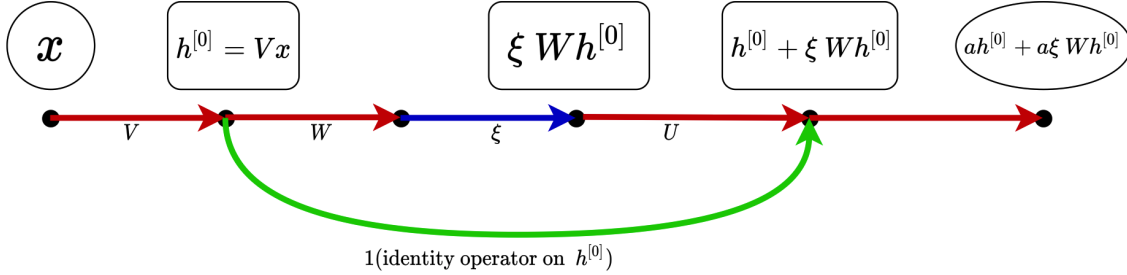 x
h^{[0]} = Vx
ξ Wh^{[0]}
h^{[0]} + ξ Wh^{[0]}
ah^{[0]} + aξ Wh^{[0]}
V
W
ξ
U
1(identity operator on h^{[0]})